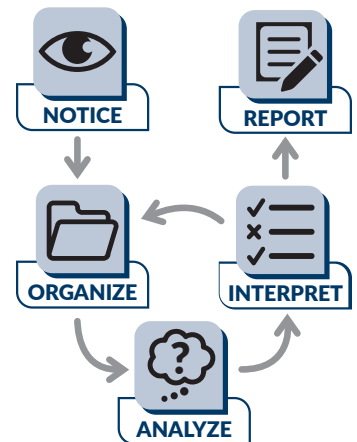 NOTICE
REPORT
ORGANIZE
INTERPRET
?
ANALYZE